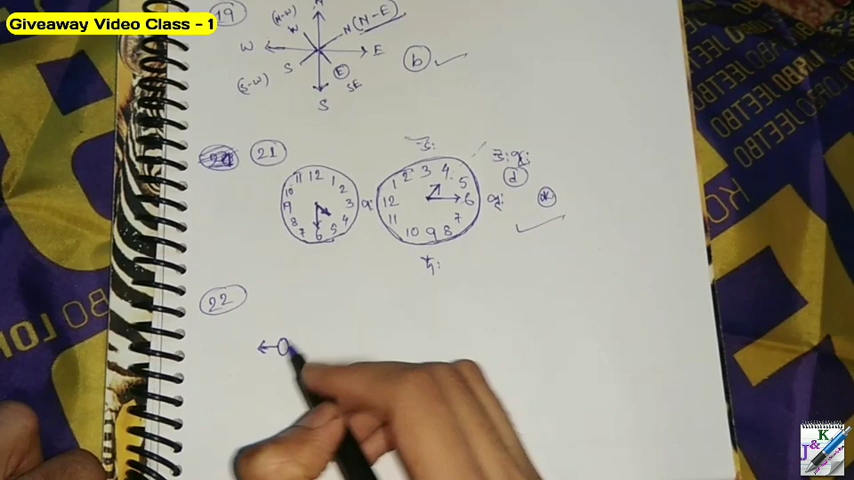 Giveaway Video Class - 1
19
N
(N-W)
N (N-E)
W
W
E
S
E
(S-W)
SE
S
b
21
11 12 1
10 2
9 3
8 4
7 6 5
उ:
2 3 4
1 5
12 6
11 7
10 9 8
प
पू:
द:
उ: पू:
d
OK
22
J&K